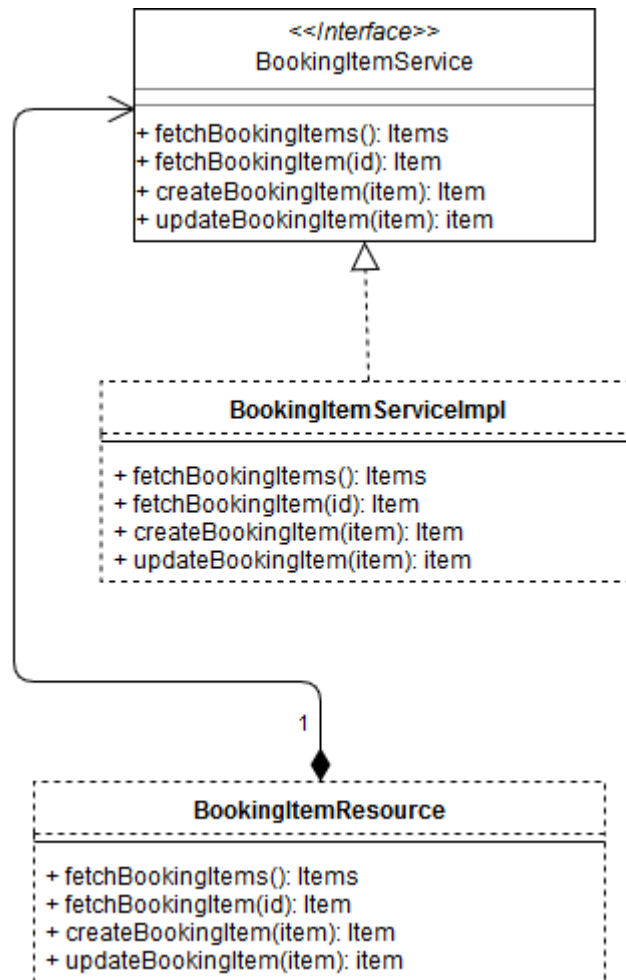 <<Interface>>
BookingItemService
+ fetchBookingItems(): Items
+ fetchBookingItem(id): Item
+ createBookingItem(item): Item
+ updateBookingItem(item): item
BookingItemServiceImpl
+ fetchBookingItems(): Items
+ fetchBookingItem(id): Item
+ createBookingItem(item): Item
+ updateBookingItem(item): item
1
BookingItemResource
+ fetchBookingItems(): Items
+ fetchBookingItem(id): Item
+ createBookingItem(item): Item
+ updateBookingItem(item): item